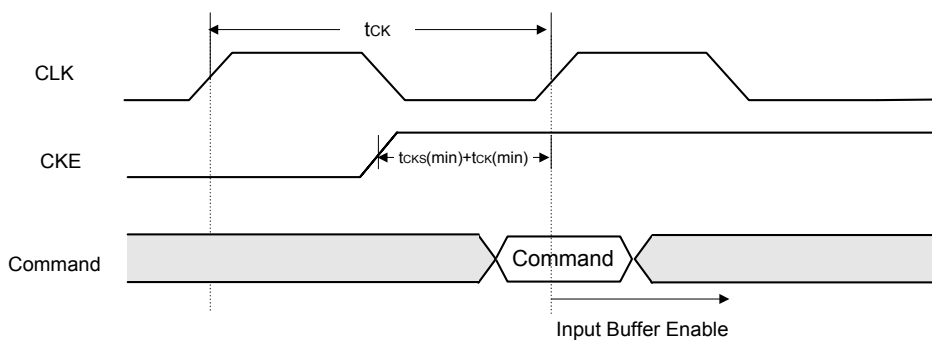 tCK
CLK
CKE
tCKS(min)+tCK(min)
Command
Command
Input Buffer Enable